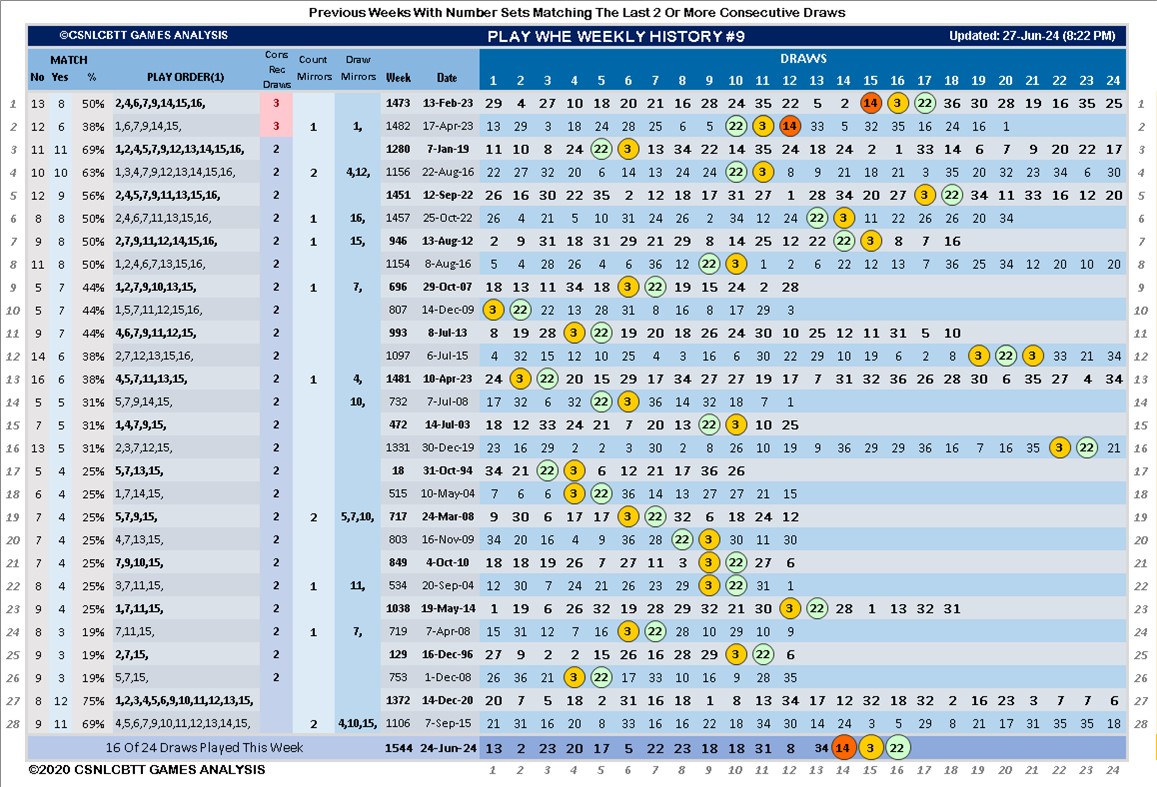 Previous Weeks With Number Sets Matching The Last 2 Or More Consecutive Draws
©CSNLCBTT GAMES ANALYSIS PLAY WHE WEEKLY HISTORY #9 Updated: 27-Jun-24 (8:22 PM)
MATCH Cons Rec Draws Count Mirrors Draw Mirrors DRAWS
No Yes % PLAY ORDER(1) Week Date 1 2 3 4 5 6 7 8 9 10 11 12 13 14 15 16 17 18 19 20 21 22 23 24
1 13 8 50% 2,4,6,7,9,14,15,16, 3 1473 13-Feb-23 29 4 27 10 18 20 21 16 28 24 35 22 5 2 14 3 22 36 30 28 19 16 35 25 1
2 12 6 38% 1,6,7,9,14,15, 3 1 1, 1482 17-Apr-23 13 29 3 18 24 28 25 6 5 22 3 14 33 5 32 35 16 24 16 1 2
3 11 11 69% 1,2,4,5,7,9,12,13,14,15,16, 2 1280 7-Jan-19 11 10 8 24 22 3 13 34 22 14 35 24 18 24 2 1 33 14 6 7 9 20 22 17 3
4 10 10 63% 1,3,4,7,9,12,13,14,15,16, 2 2 4,12, 1156 22-Aug-16 22 27 32 20 6 14 13 24 24 22 3 8 9 21 18 21 3 35 20 32 23 34 6 30 4
5 12 9 56% 2,4,5,7,9,11,13,15,16, 2 1451 12-Sep-22 26 16 30 22 35 2 12 18 17 31 27 1 28 34 20 27 3 22 34 11 33 16 12 20 5
6 8 8 50% 2,4,6,7,11,13,15,16, 2 1 16, 1457 25-Oct-22 26 4 21 5 10 31 24 26 2 34 12 24 22 3 11 22 26 26 20 34 6
7 9 8 50% 2,7,9,11,12,14,15,16, 2 1 15, 946 13-Aug-12 2 9 31 18 31 29 21 29 8 14 25 12 22 22 3 8 7 16 7
8 11 8 50% 1,2,4,6,7,13,15,16, 2 1154 8-Aug-16 5 4 28 26 4 6 36 12 22 3 1 2 6 22 12 13 7 36 25 34 12 20 10 20 8
9 5 7 44% 1,2,7,9,10,13,15, 2 1 7, 696 29-Oct-07 18 13 11 34 18 3 22 19 15 24 2 28 9
10 5 7 44% 1,5,7,11,12,15,16, 2 807 14-Dec-09 3 22 22 13 28 31 8 16 8 17 29 3 10
11 9 7 44% 4,6,7,9,11,12,15, 2 993 8-Jul-13 8 19 28 3 22 19 20 18 26 24 30 10 25 12 11 31 5 10 11
12 14 6 38% 2,7,12,13,15,16, 2 1097 6-Jul-15 4 32 15 12 10 25 4 3 16 6 30 22 29 10 19 6 2 8 3 22 3 33 21 34 12
13 16 6 38% 4,5,7,11,13,15, 2 1 4, 1481 10-Apr-23 24 3 22 20 15 29 17 34 27 27 19 17 7 31 32 36 26 28 30 6 35 27 4 34 13
14 5 5 31% 5,7,9,14,15, 2 10, 732 7-Jul-08 17 32 6 32 22 3 36 14 32 18 7 1 14
15 7 5 31% 1,4,7,9,15, 2 472 14-Jul-03 18 12 33 24 21 7 20 13 22 3 10 25 15
16 13 5 31% 2,3,7,12,15, 2 1331 30-Dec-19 23 16 29 2 2 3 30 2 8 26 10 19 9 36 29 29 36 16 7 16 35 3 22 21 16
17 5 4 25% 5,7,13,15, 2 18 31-Oct-94 34 21 22 3 6 12 21 17 36 26 17
18 6 4 25% 1,7,14,15, 2 515 10-May-04 7 6 6 3 22 36 14 13 27 27 21 15 18
19 7 4 25% 5,7,9,15, 2 2 5,7,10, 717 24-Mar-08 9 30 6 17 17 3 22 32 6 18 24 12 19
20 7 4 25% 4,7,13,15, 2 803 16-Nov-09 34 20 16 4 9 36 28 22 3 30 11 30 20
21 7 4 25% 7,9,10,15, 2 849 4-Oct-10 18 18 19 26 7 27 11 3 3 22 27 6 21
22 8 4 25% 3,7,11,15, 2 1 11, 534 20-Sep-04 12 30 7 24 21 26 23 29 3 22 31 1 22
23 9 4 25% 1,7,11,15, 2 1038 19-May-14 1 19 6 26 32 19 28 29 32 21 30 3 22 28 1 13 32 31 23
24 8 3 19% 7,11,15, 2 1 7, 719 7-Apr-08 15 31 12 7 16 3 22 28 10 29 10 9 24
25 9 3 19% 2,7,15, 2 129 16-Dec-96 27 9 2 2 15 26 16 28 29 3 22 6 25
26 9 3 19% 5,7,15, 2 753 1-Dec-08 26 36 21 3 22 17 33 10 16 9 28 35 26
27 8 12 75% 1,2,3,4,5,6,9,10,11,12,13,15, 1372 14-Dec-20 20 7 5 18 2 31 16 18 1 8 13 34 17 12 32 18 32 2 16 23 3 7 7 6 27
28 9 11 69% 4,5,6,7,9,10,11,12,13,14,15, 2 4,10,15, 1106 7-Sep-15 21 31 16 20 8 33 16 16 22 18 34 30 14 24 3 5 29 8 21 17 31 35 35 18 28
16 Of 24 Draws Played This Week 1544 24-Jun-24 13 2 23 20 17 5 22 23 18 18 31 8 34 14 3 22
©2020 CSNLCBTT GAMES ANALYSIS 1 2 3 4 5 6 7 8 9 10 11 12 13 14 15 16 17 18 19 20 21 22 23 24